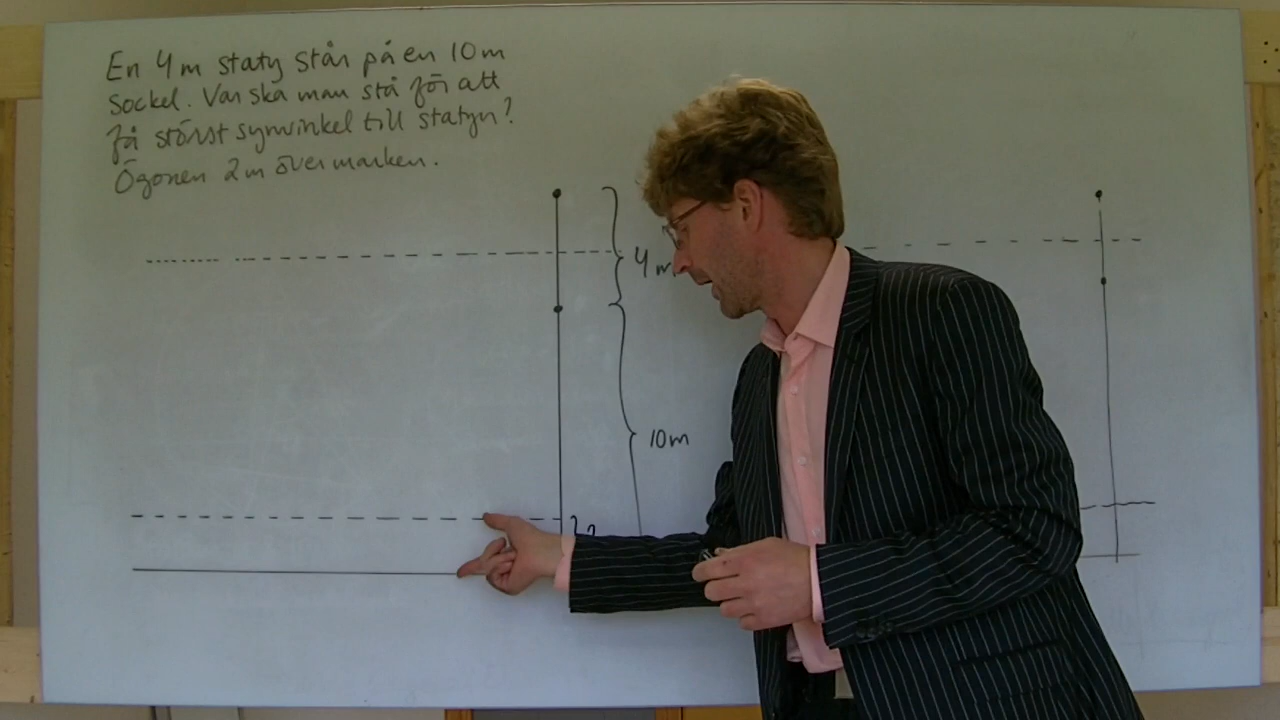 En 4m staty står på en 10m
sockel. Var ska man stå för att
få störst synvinkel till statyn?
Ögonen 2m över marken.
4m
10m